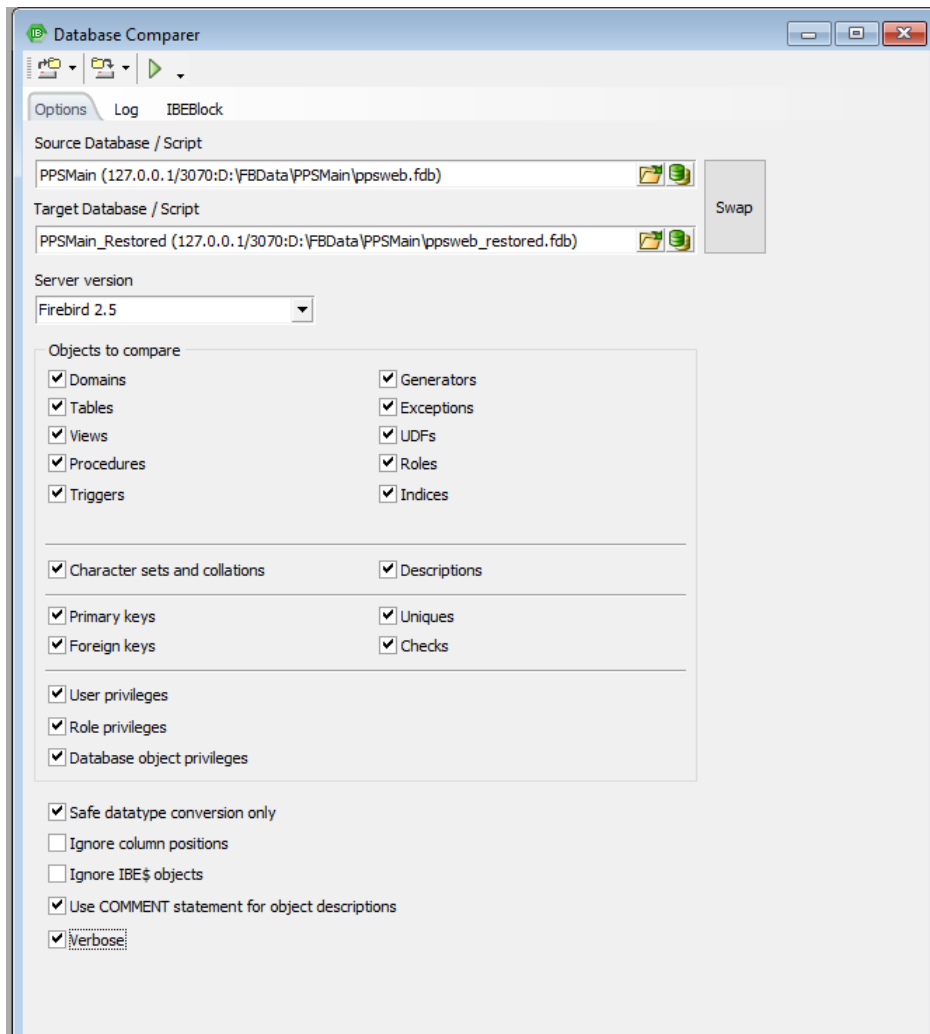 Database Comparer
Options Log IBEBlock
Source Database / Script
PPSMain (127.0.0.1/3070:D:\FBData\PPSMain\ppsweb.fdb)
Target Database / Script
Swap
PPSMain_Restored (127.0.0.1/3070:D:\FBData\PPSMain\ppsweb_restored.fdb)
Server version
Firebird 2.5
Objects to compare
Domains Generators
Tables Exceptions
Views UDFs
Procedures Roles
Triggers Indices
Character sets and collations Descriptions
Primary keys Uniques
Foreign keys Checks
User privileges
Role privileges
Database object privileges
Safe datatype conversion only
Ignore column positions
Ignore IBE$ objects
Use COMMENT statement for object descriptions
Verbose